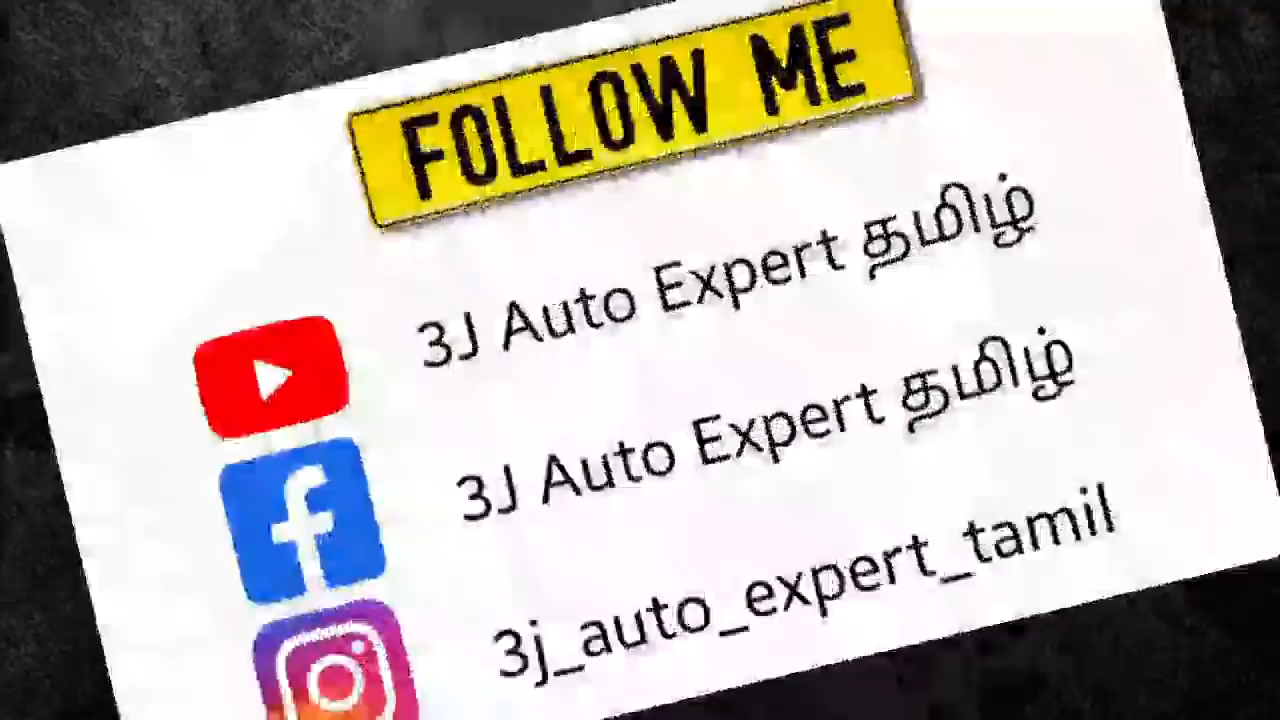 FOLLOW ME
3J Auto Expert தமிழ்
3J Auto Expert தமிழ்
3j_auto_expert_tamil